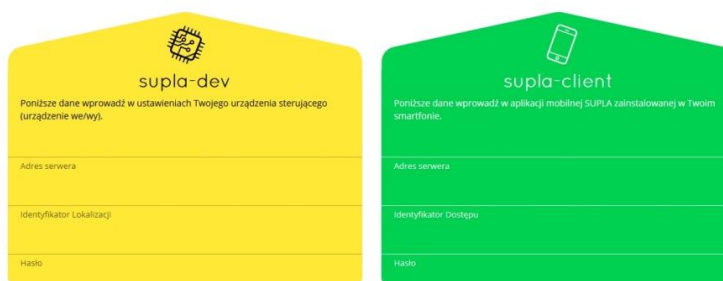 supla-dev
Poniższe dane wprowadź w ustawieniach Twojego urządzenia sterującego
(urządzenie we/wy).
Adres serwera
Identyfikator Lokalizacji
Hasło
supla-client
Poniższe dane wprowadź w aplikacji mobilnej SUPLA zainstalowanej w Twoim
smartfonie.
Adres serwera
Identyfikator Dostępu
Hasło